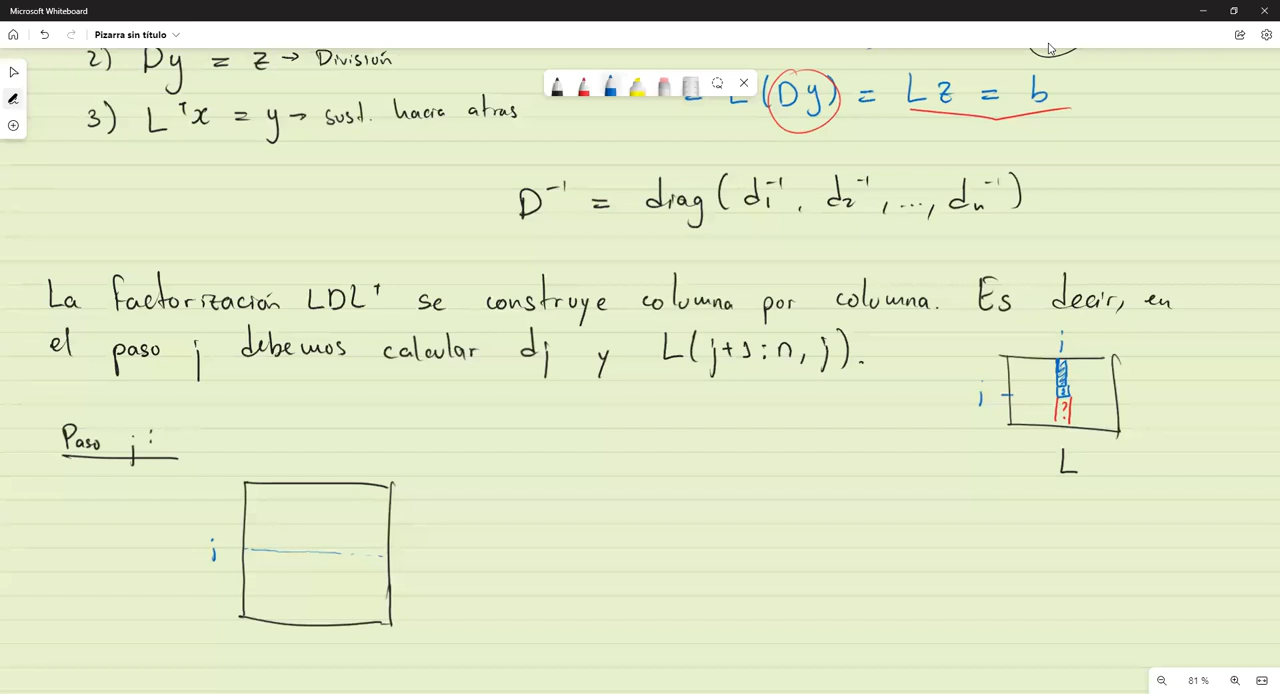 Microsoft Whiteboard
Pizarra sin título
2) Dy = z → División
= L(Dy) = Lz = b
3) Lᵀx = y → sust. hacia atras
D⁻¹ = diag(d₁⁻¹, d₂⁻¹, ..., dₙ⁻¹)
La factorización LDLᵀ se construye columna por columna. Es decir, en
el paso j debemos calcular dj y L(j+1:n, j).
j
j
1
?
L
Paso j:
j
81 %